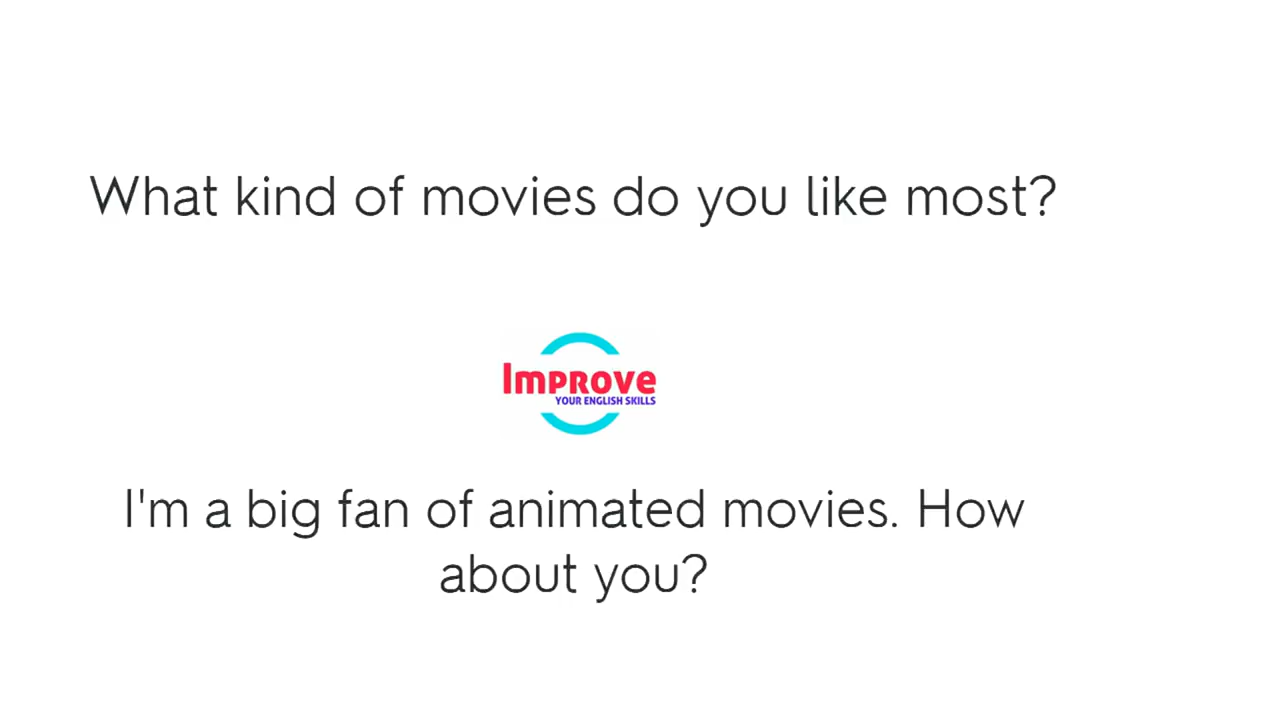 What kind of movies do you like most?
Improve
YOUR ENGLISH SKILLS
I'm a big fan of animated movies. How
about you?